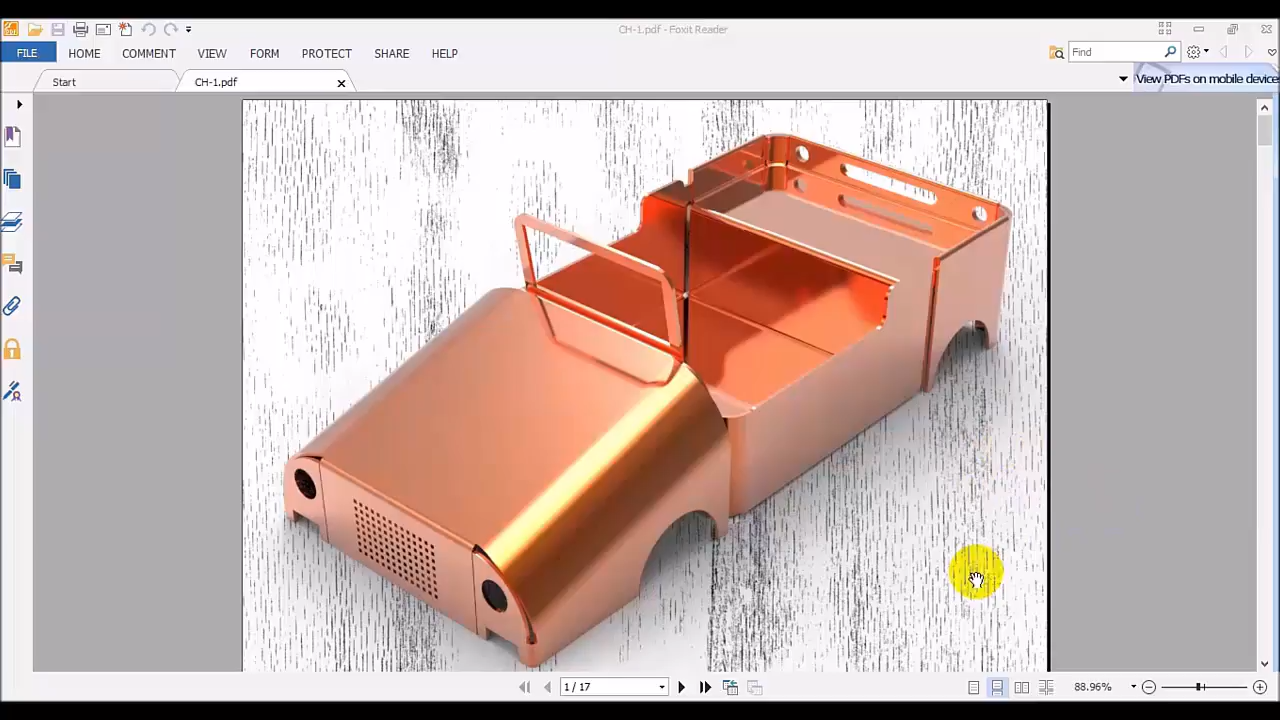 CH-1.pdf - Foxit Reader
FILE HOME COMMENT VIEW FORM PROTECT SHARE HELP
Find
Start
CH-1.pdf
View PDFs on mobile device
1 / 17
88.96%